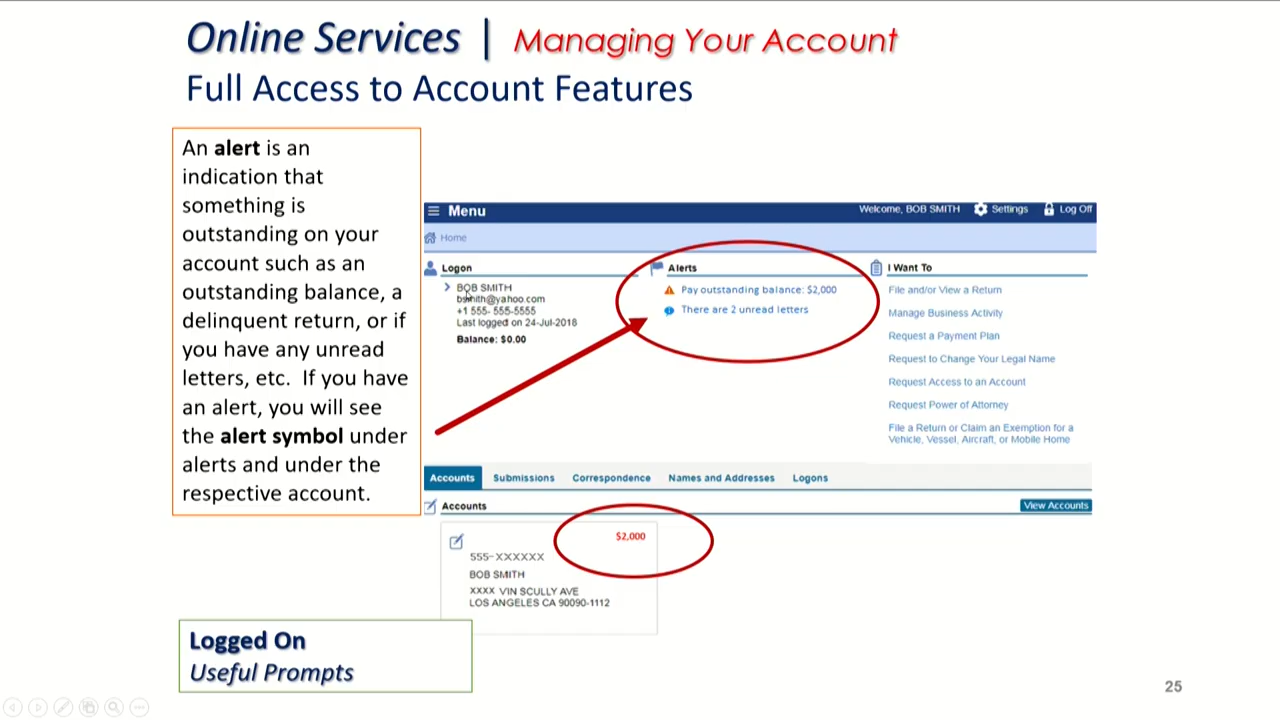 Online Services | Managing Your Account
Full Access to Account Features
An alert is an
indication that
something is
outstanding on your
account such as an
outstanding balance, a
delinquent return, or if
you have any unread
letters, etc. If you have
an alert, you will see
the alert symbol under
alerts and under the
respective account.
Menu
Welcome, BOB SMITH
Settings
Log Off
Home
Logon
BOB SMITH
bsmith@yahoo.com
+1 555- 555-5555
Last logged on 24-Jul-2018
Balance: $0.00
Alerts
Pay outstanding balance: $2,000
There are 2 unread letters
I Want To
File and/or View a Return
Manage Business Activity
Request a Payment Plan
Request to Change Your Legal Name
Request Access to an Account
Request Power of Attorney
File a Return or Claim an Exemption for a
Vehicle, Vessel, Aircraft, or Mobile Home
Accounts Submissions Correspondence Names and Addresses Logons
Accounts
View Accounts
$2,000
555-XXXXXX
BOB SMITH
XXXX VIN SCULLY AVE
LOS ANGELES CA 90090-1112
Logged On
Useful Prompts
25